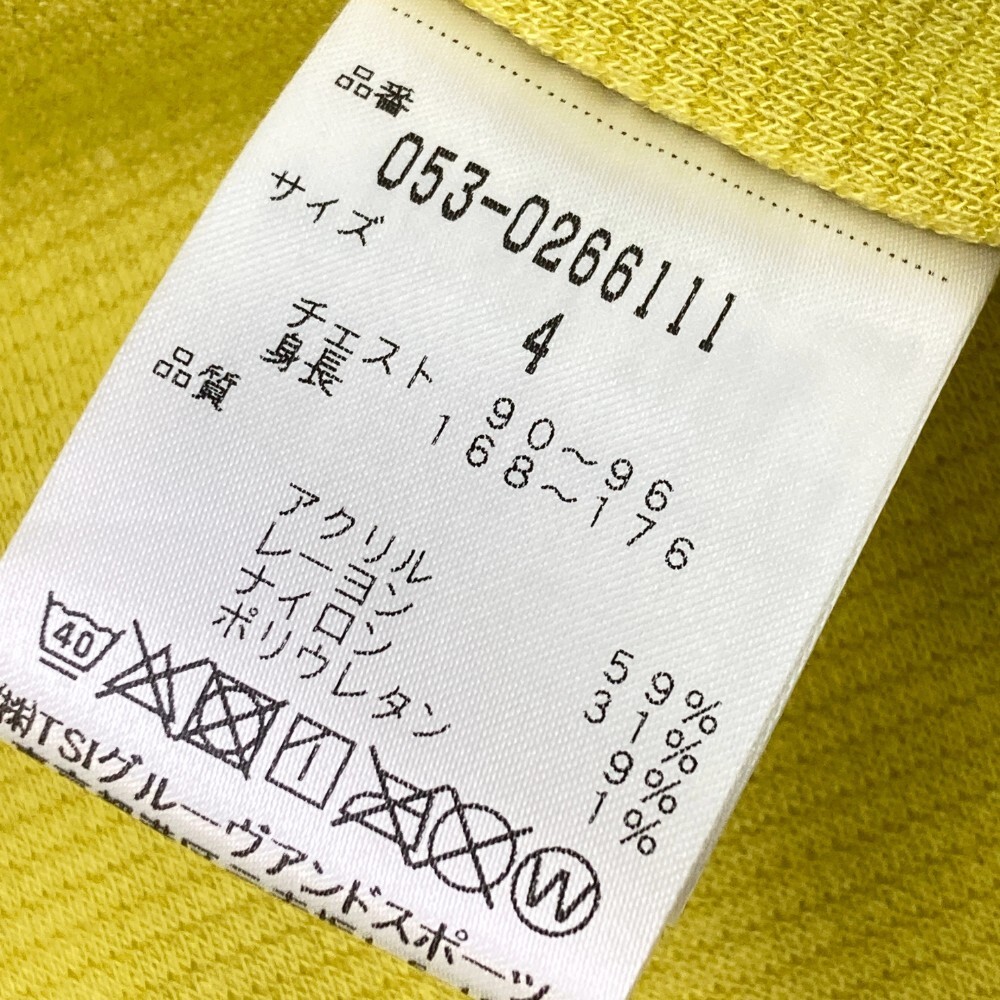 品番
053-0266111
サイズ 4
チェスト 90～96
身長 168～176
品質
アクリル 59%
レーヨン 31%
ナイロン 9%
ポリウレタン 1%
40
W
㈱TSIグルーヴアンドスポーツ